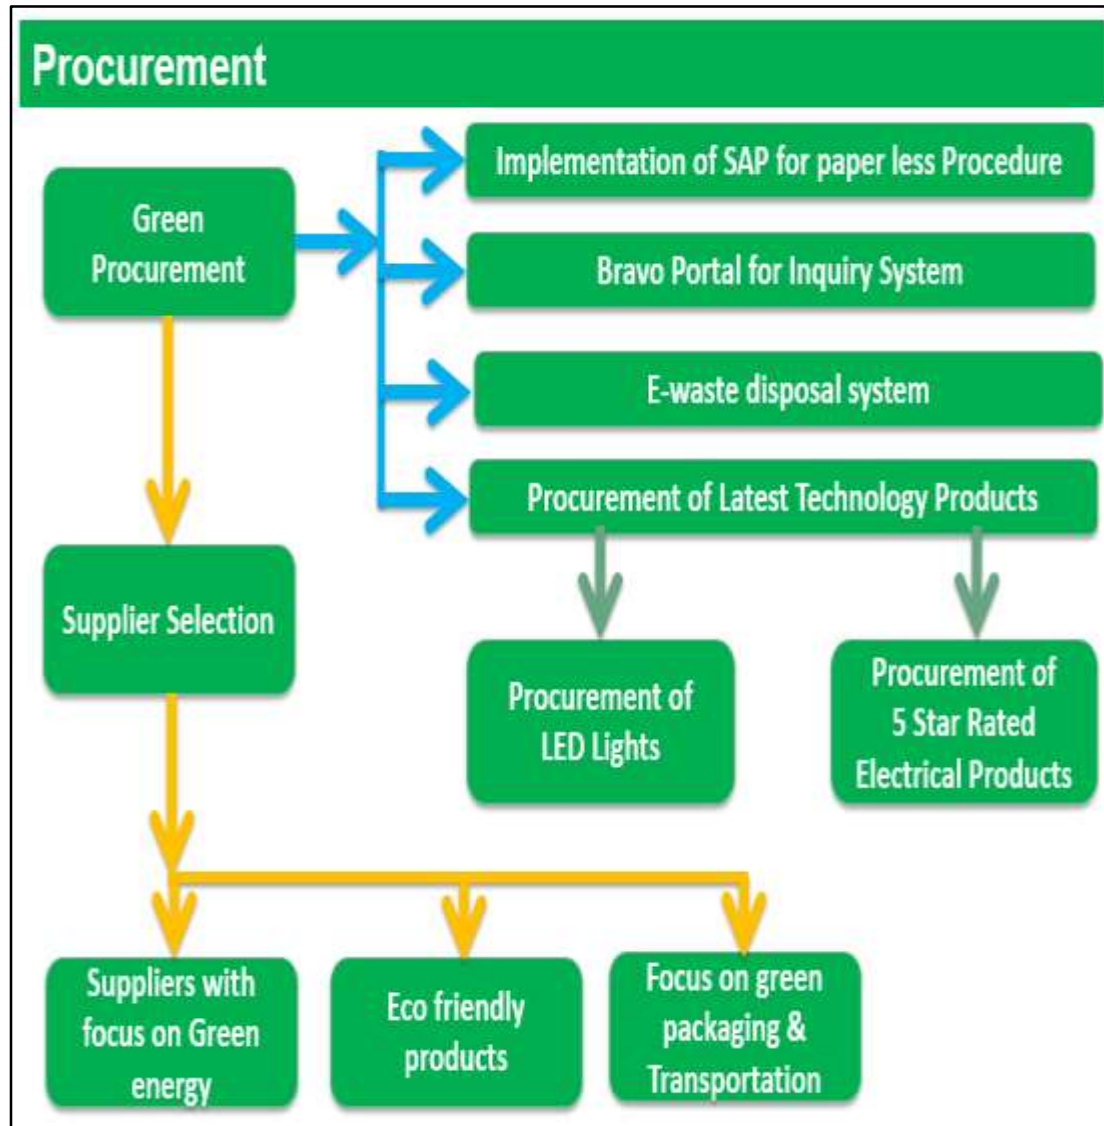 Procurement
Green
Procurement
Implementation of SAP for paper less Procedure
Bravo Portal for Inquiry System
E-waste disposal system
Procurement of Latest Technology Products
Supplier Selection
Procurement of
LED Lights
Procurement of
5 Star Rated
Electrical Products
Suppliers with
focus on Green
energy
Eco friendly
products
Focus on green
packaging &
Transportation